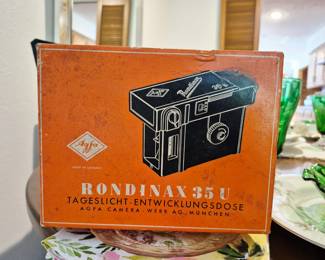 Agfa
RONDINAX 35 U
TAGESLICHT-ENTWICKLUNGSDOSE
AGFA CAMERA-WERK AG., MÜNCHEN